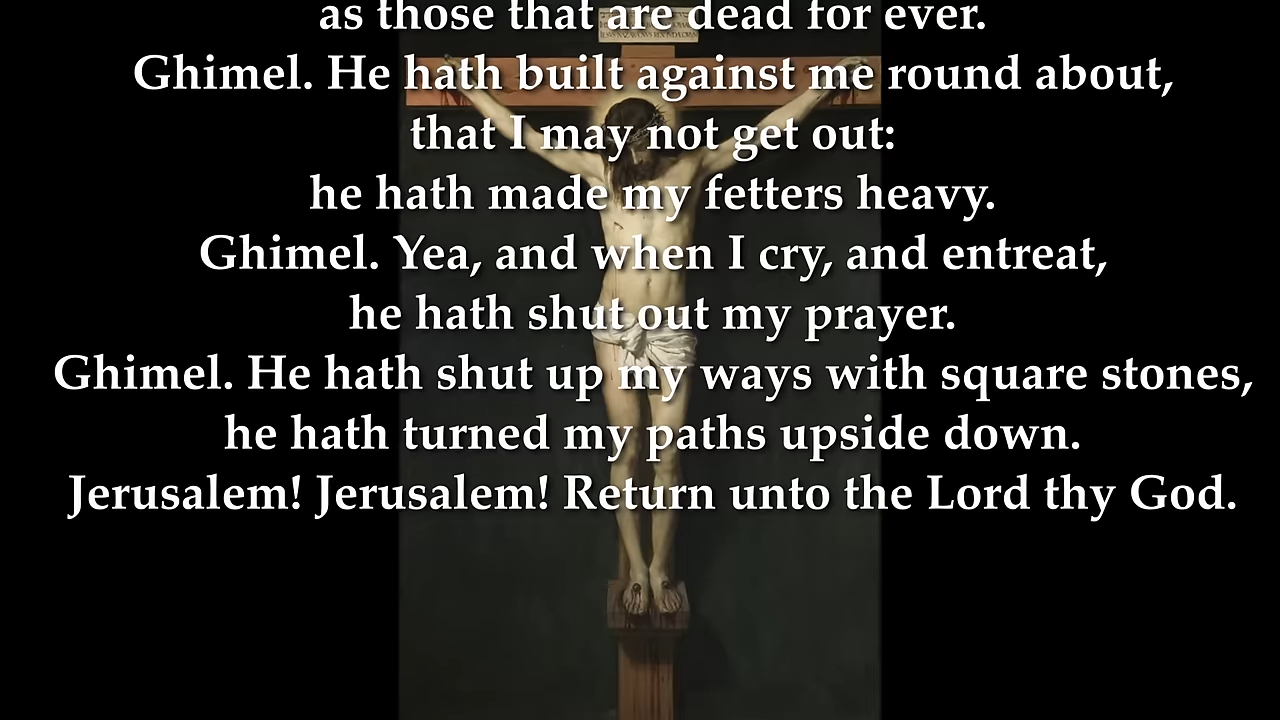 as those that are dead for ever.
Ghimel. He hath built against me round about,
that I may not get out:
he hath made my fetters heavy.
Ghimel. Yea, and when I cry, and entreat,
he hath shut out my prayer.
Ghimel. He hath shut up my ways with square stones,
he hath turned my paths upside down.
Jerusalem! Jerusalem! Return unto the Lord thy God.